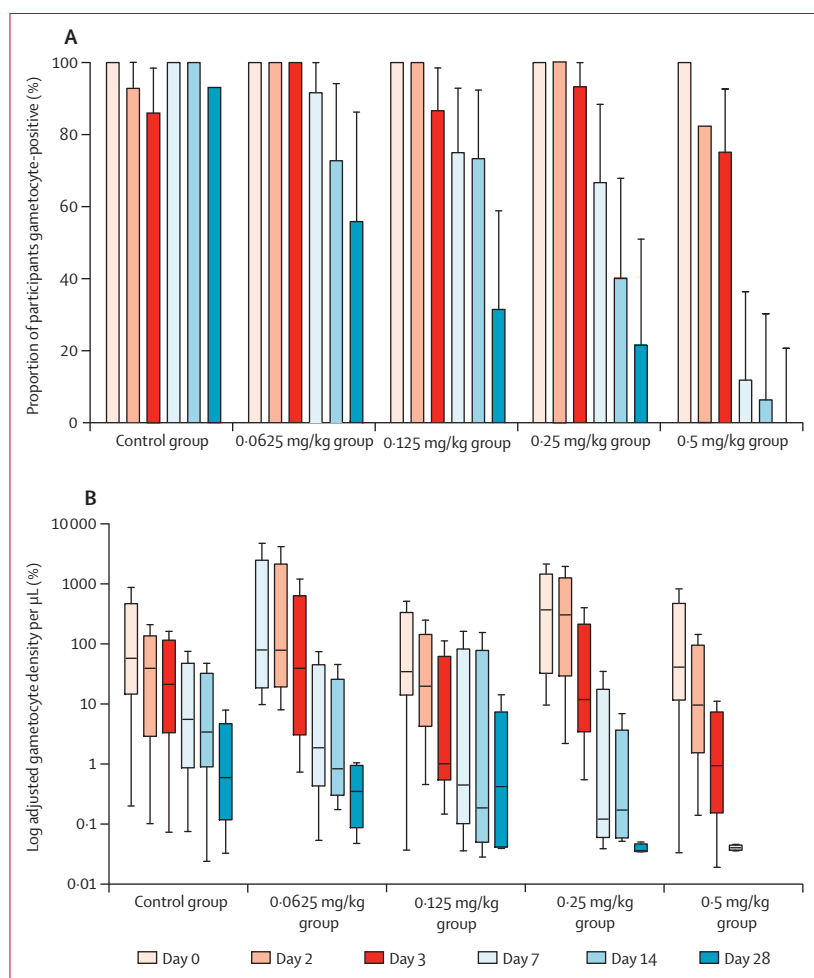 A
Proportion of participants gametocyte-positive (%)
100
80
60
40
20
0
Control group
0·0625 mg/kg group
0·125 mg/kg group
0·25 mg/kg group
0·5 mg/kg group
B
Log adjusted gametocyte density per μL (%)
10 000
1000
100
10
1
0·1
0·01
Control group
0·0625 mg/kg
group
0·125 mg/kg
group
0·25 mg/kg
group
0·5 mg/kg
group
Day 0
Day 2
Day 3
Day 7
Day 14
Day 28